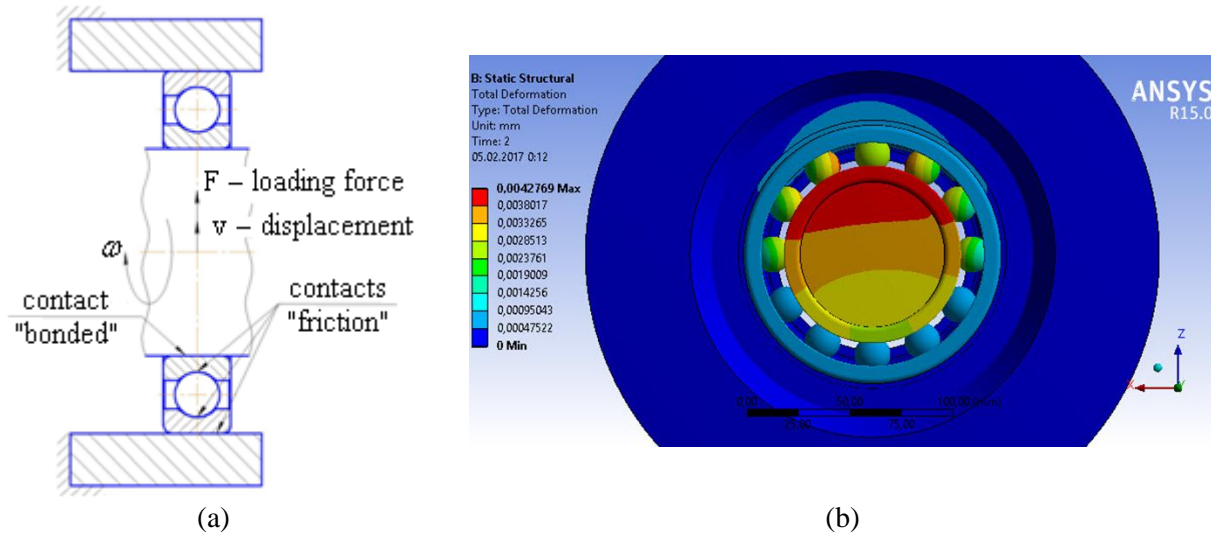 F – loading force
v – displacement
ω
contact
"bonded"
contacts
"friction"
(a)
B: Static Structural
Total Deformation
Type: Total Deformation
Unit: mm
Time: 2
05.02.2017 0:12
0,0042769 Max
0,0038017
0,0033265
0,0028513
0,0023761
0,0019009
0,0014256
0,00095043
0,00047522
0 Min
ANSYS
R15.0
0,00 50,00 100,00 (mm)
25,00 75,00
Z
X
Y
(b)